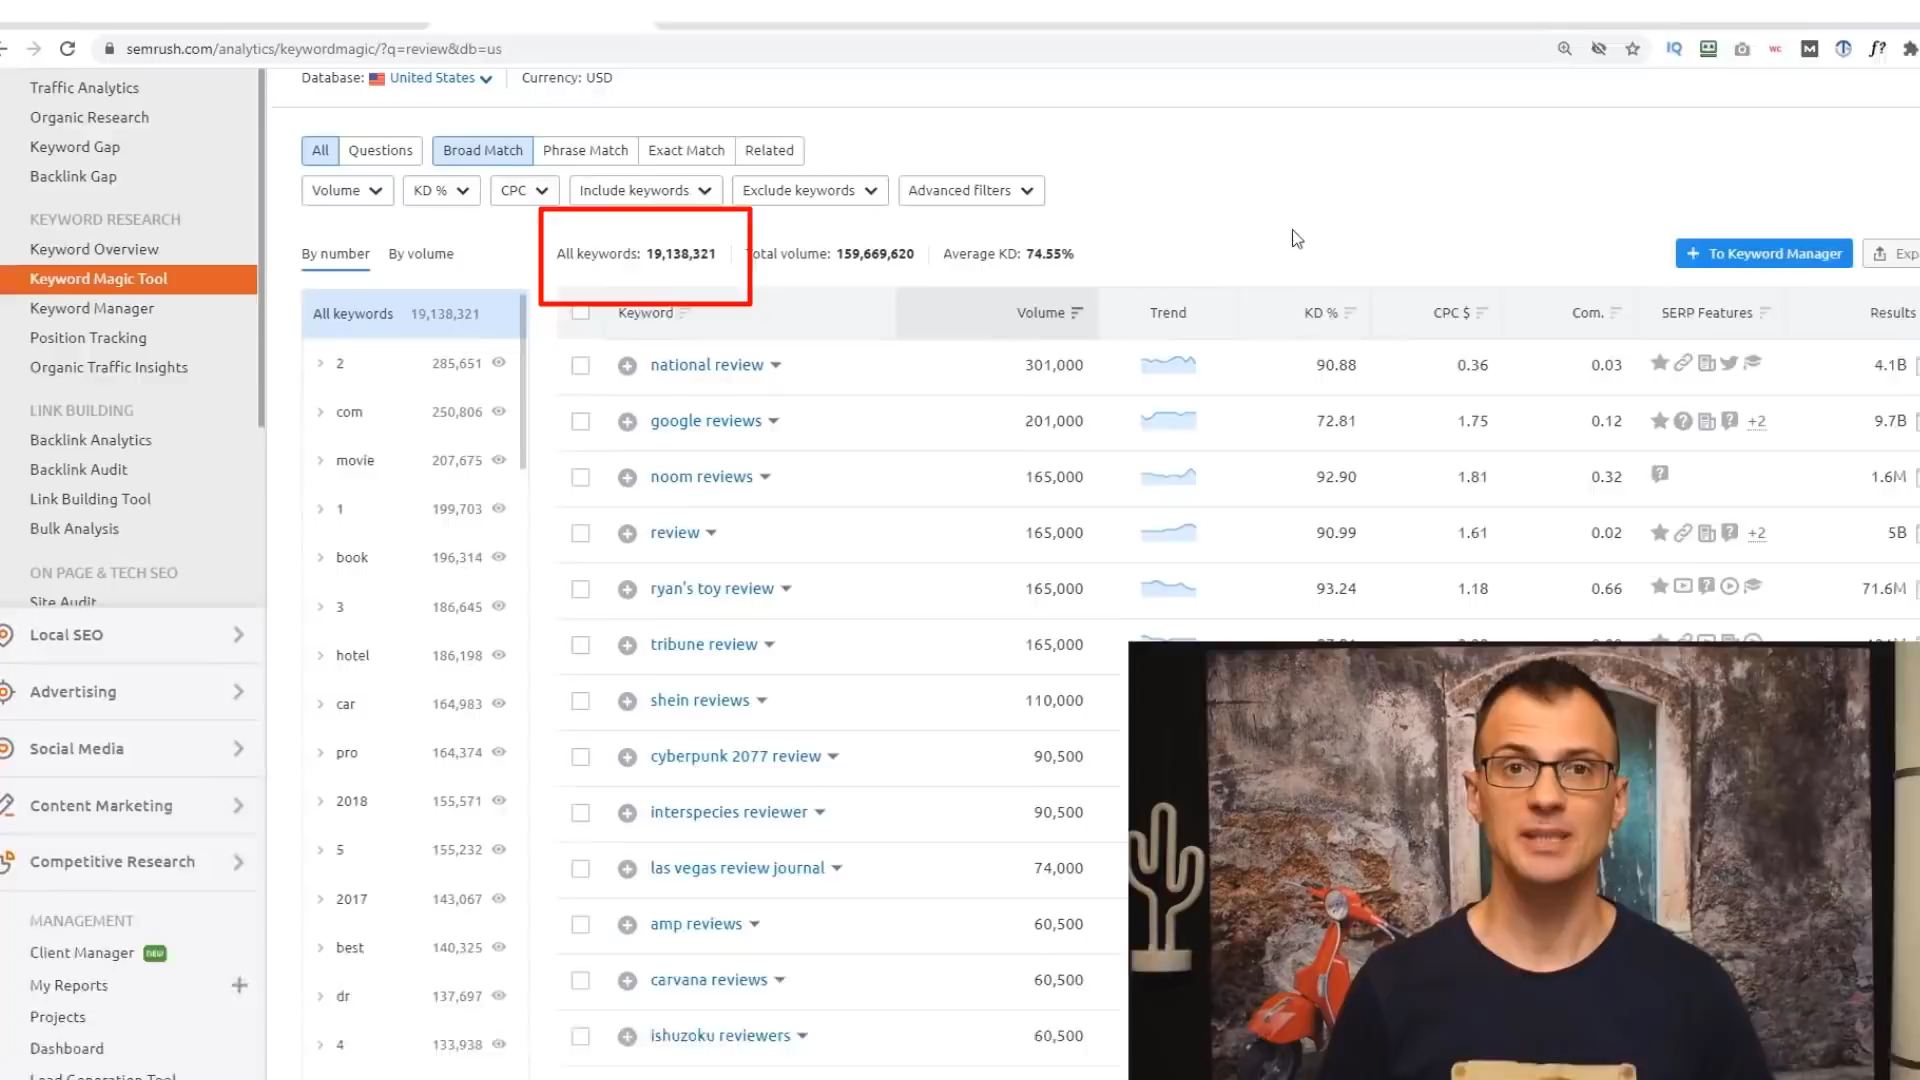 semrush.com/analytics/keywordmagic/?q=review&db=us
IQ
WC
M
f?
Database: United States
Currency: USD
Traffic Analytics
Organic Research
Keyword Gap
Backlink Gap
KEYWORD RESEARCH
Keyword Overview
Keyword Magic Tool
Keyword Manager
Position Tracking
Organic Traffic Insights
LINK BUILDING
Backlink Analytics
Backlink Audit
Link Building Tool
Bulk Analysis
ON PAGE & TECH SEO
Site Audit
Local SEO
Advertising
Social Media
Content Marketing
Competitive Research
MANAGEMENT
Client Manager NEW
My Reports
Projects
Dashboard
Lead Generation Tool
All Questions Broad Match Phrase Match Exact Match Related
Volume KD % CPC Include keywords Exclude keywords Advanced filters
By number By volume
All keywords: 19,138,321 otal volume: 159,669,620 Average KD: 74.55%
+ To Keyword Manager Exp
All keywords 19,138,321
2 285,651
com 250,806
movie 207,675
1 199,703
book 196,314
3 186,645
hotel 186,198
car 164,983
pro 164,374
2018 155,571
5 155,232
2017 143,067
best 140,325
dr 137,697
4 133,938
Keyword Volume Trend KD % CPC $ Com. SERP Features Results
national review 301,000 90.88 0.36 0.03 4.1B
google reviews 201,000 72.81 1.75 0.12 +2 9.7B
noom reviews 165,000 92.90 1.81 0.32 1.6M
review 165,000 90.99 1.61 0.02 +2 5B
ryan's toy review 165,000 93.24 1.18 0.66 71.6M
tribune review 165,000
shein reviews 110,000
cyberpunk 2077 review 90,500
interspecies reviewer 90,500
las vegas review journal 74,000
amp reviews 60,500
carvana reviews 60,500
ishuzoku reviewers 60,500